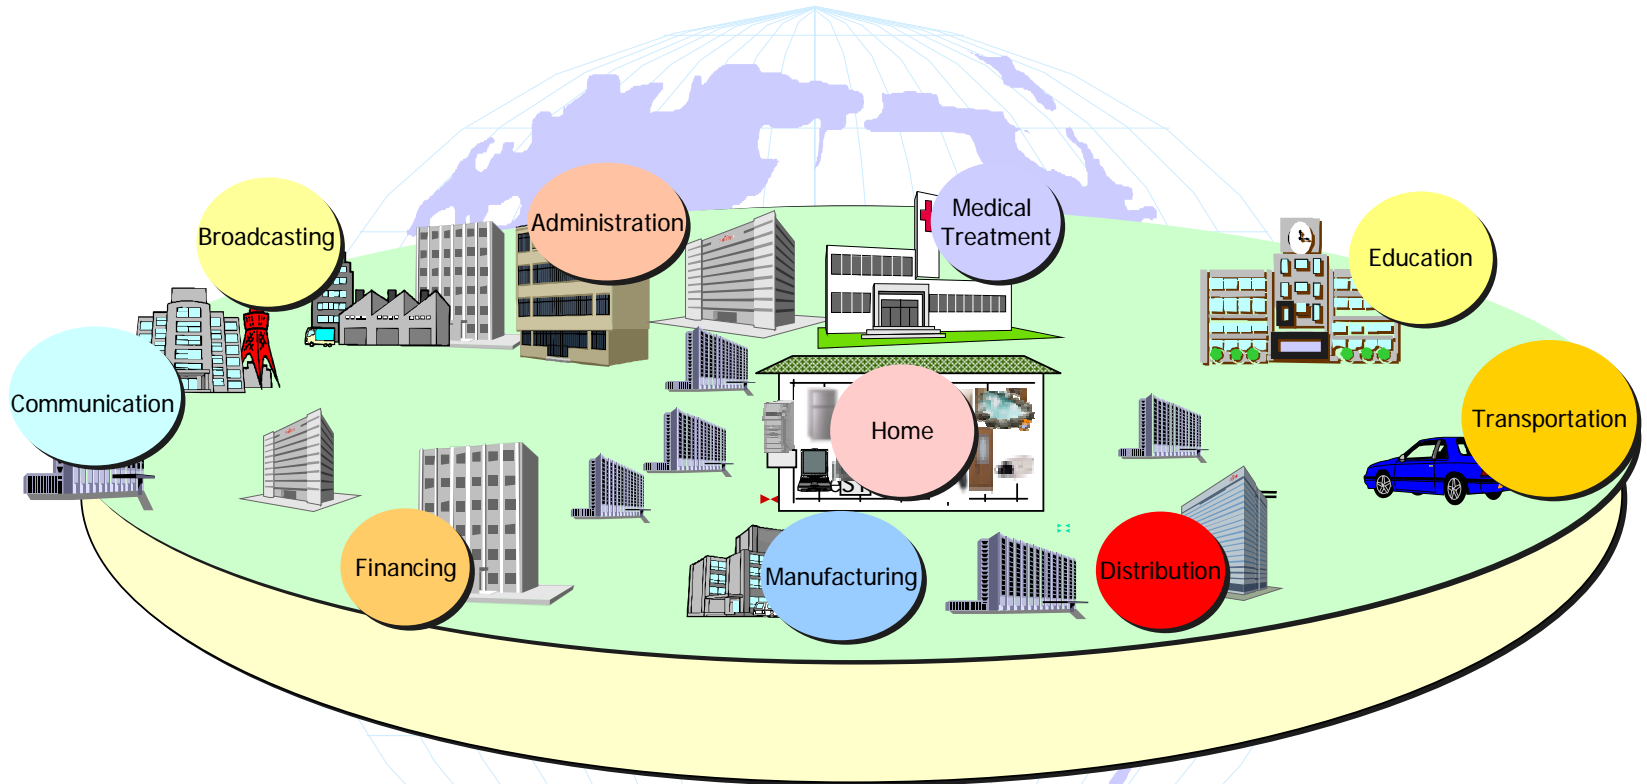 Broadcasting
Administration
Medical
Treatment
Education
Communication
Home
Transportation
Financing
Manufacturing
Distribution